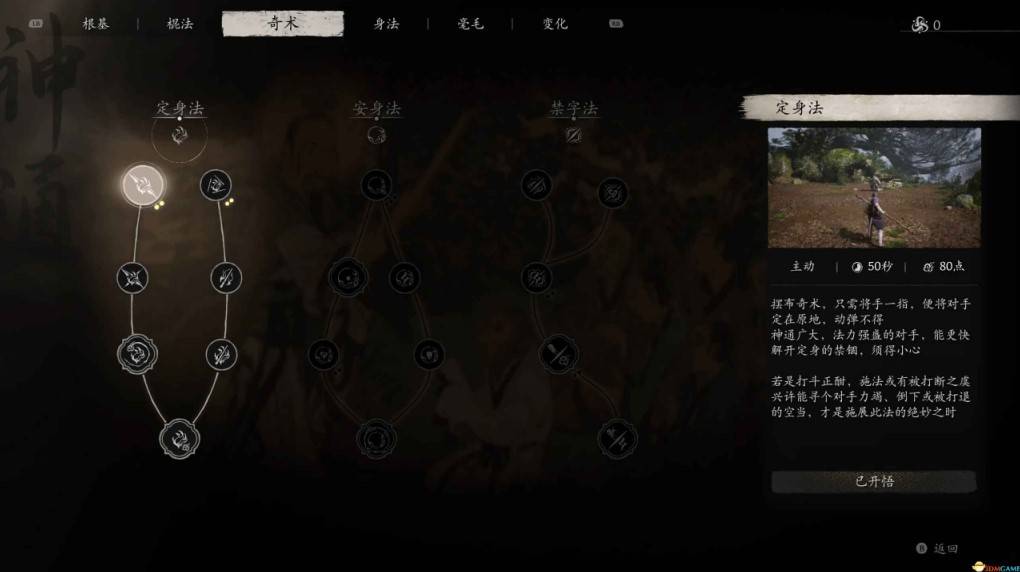 LB 根基 棍法 奇术 身法 毫毛 变化 RB 0
神通
定身法 安身法 禁字法
定身法
主动 50秒 80点
摆布奇术，只需将手一指，便将对手
定在原地，动弹不得
神通广大，法力强盛的对手，能更快
解开定身的禁锢，须得小心
若是打斗正酣，施法或有被打断之虞
兴许能寻个对手力竭、倒下或被打退
的空当，才是施展此法的绝妙之时
已开悟
B 返回
3DMGAME